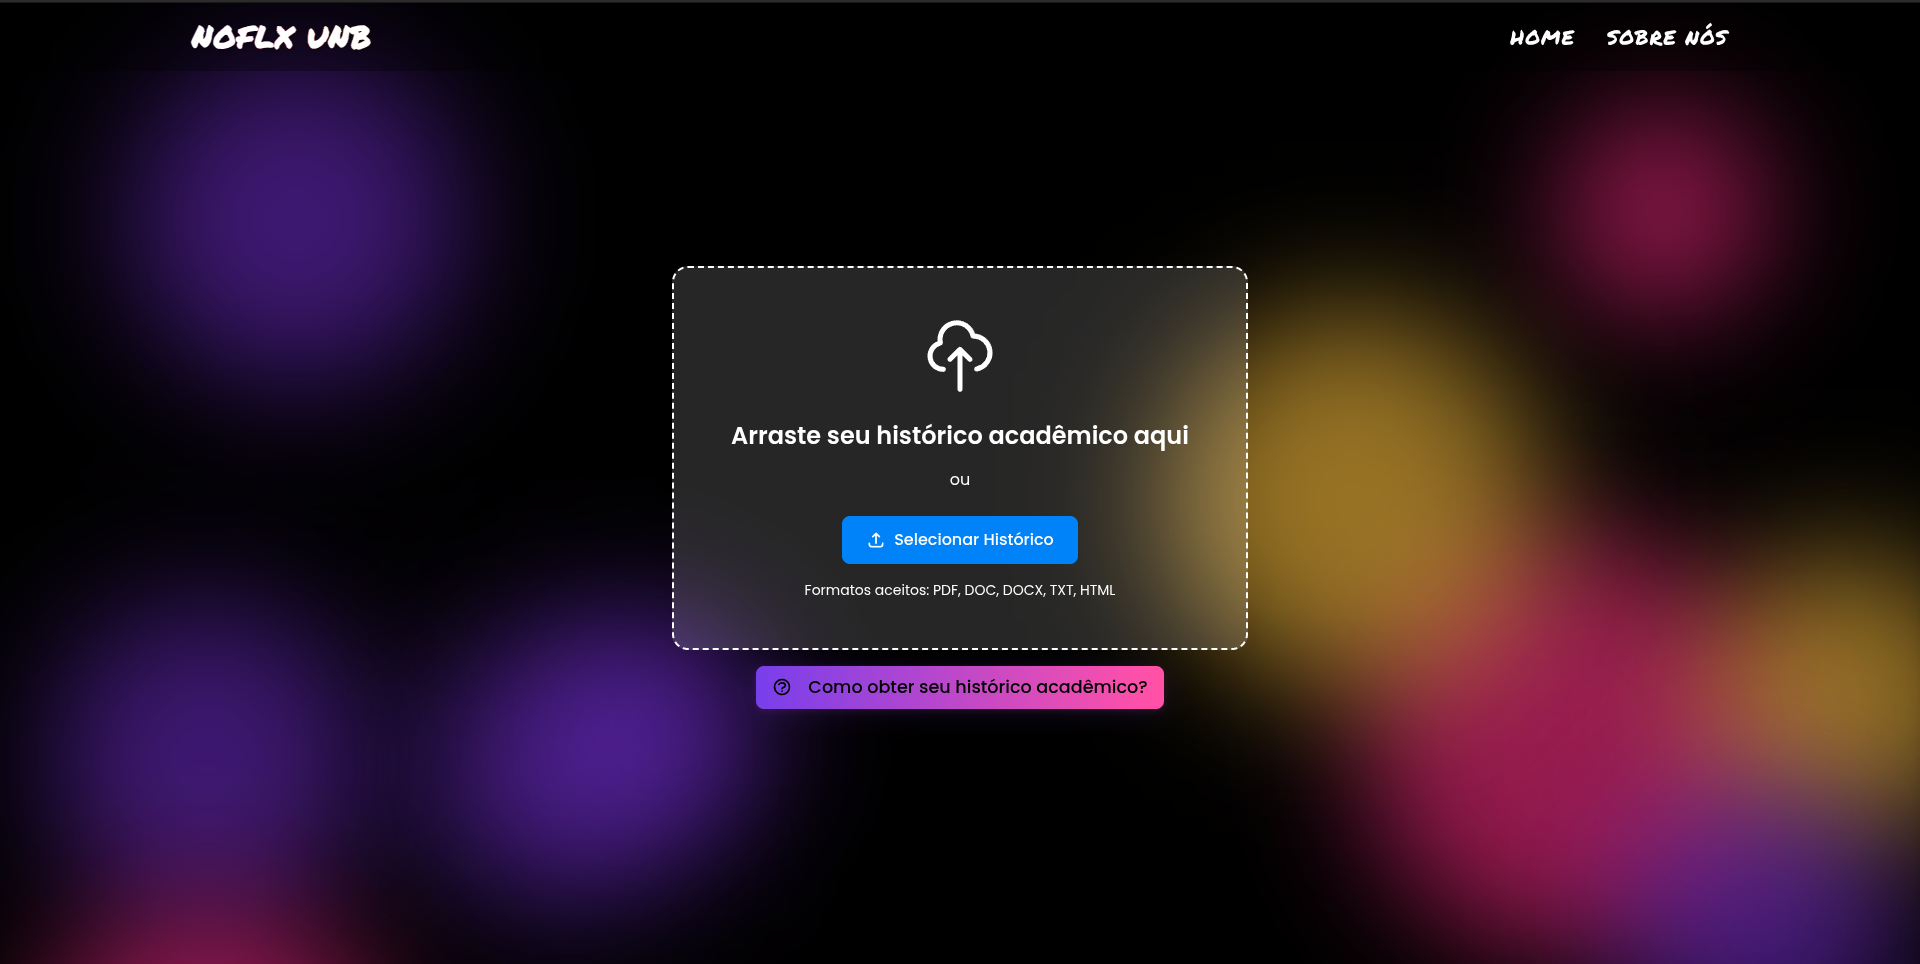 NOFLX UNB
HOME SOBRE NÓS
Arraste seu histórico acadêmico aqui
ou
Selecionar Histórico
Formatos aceitos: PDF, DOC, DOCX, TXT, HTML
Como obter seu histórico acadêmico?